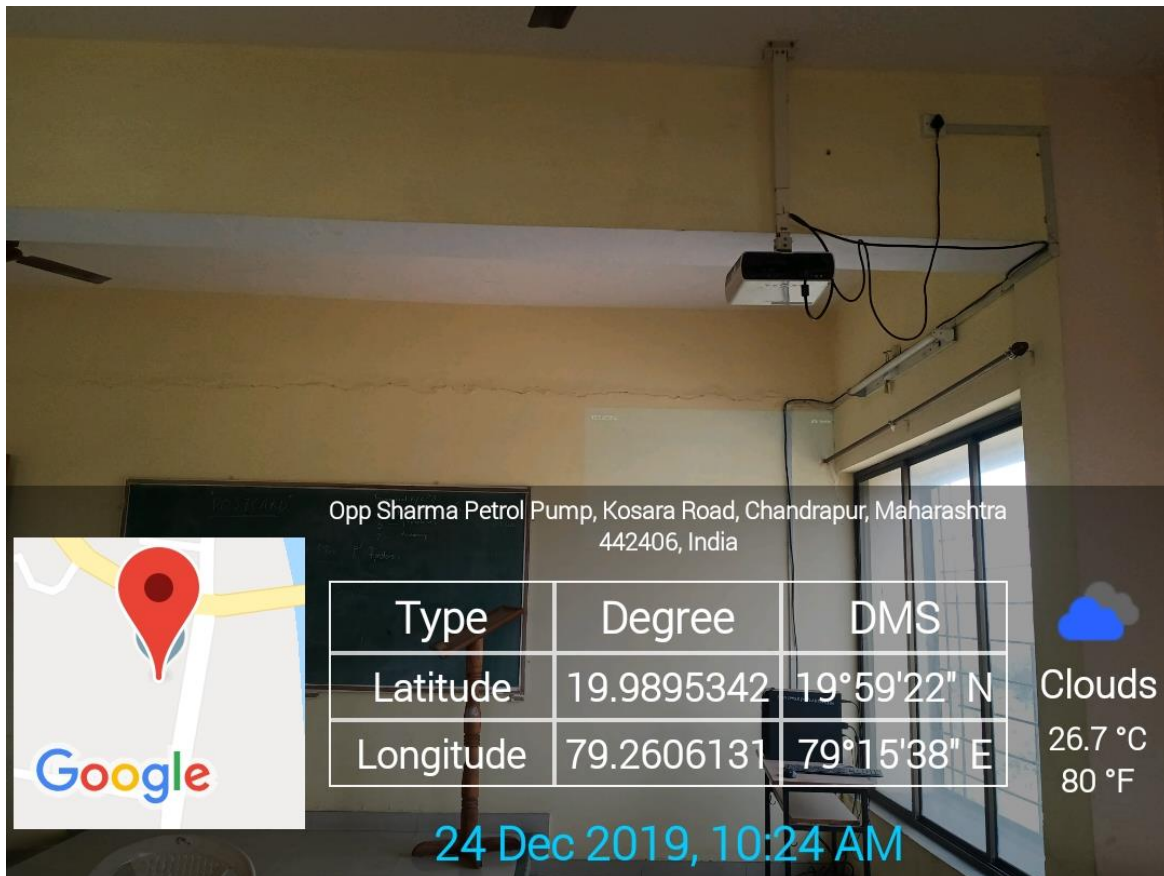 Opp Sharma Petrol Pump, Kosara Road, Chandrapur, Maharashtra
442406, India
Type Degree DMS
Latitude 19.9895342 19°59'22" N
Longitude 79.2606131 79°15'38" E
Google
Clouds
26.7 °C
80 °F
24 Dec 2019, 10:24 AM